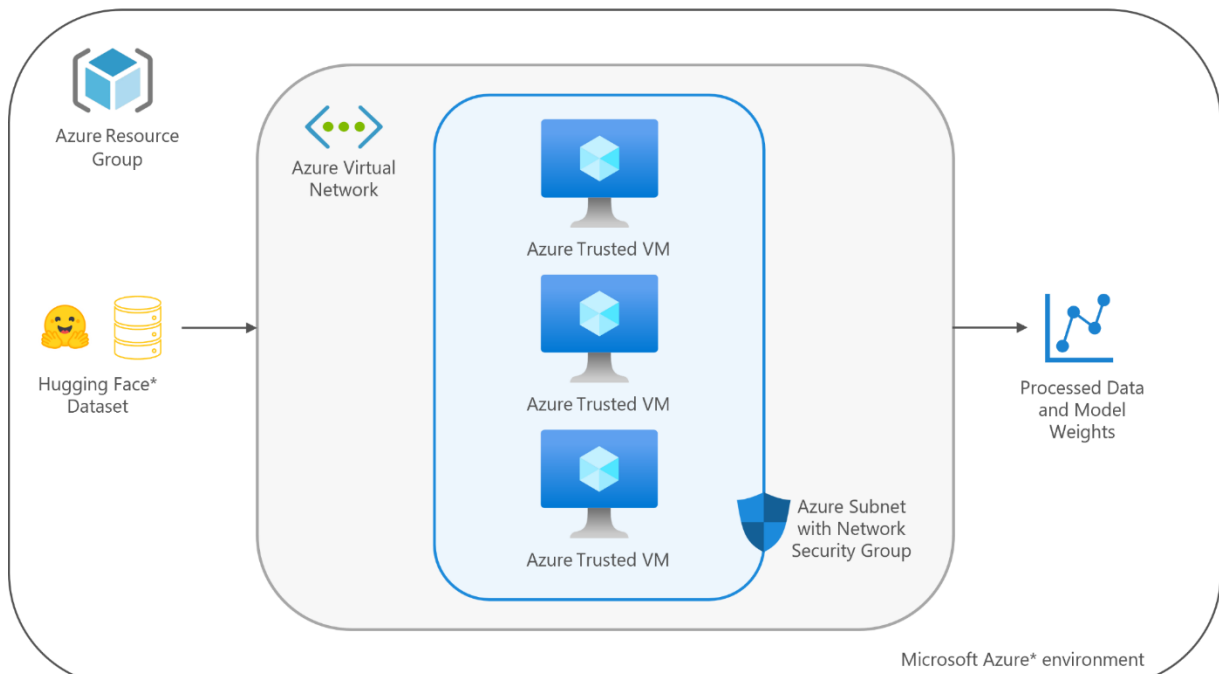 Azure Resource
Group
Azure Virtual
Network
Azure Trusted VM
Azure Trusted VM
Azure Trusted VM
Hugging Face*
Dataset
Azure Subnet
with Network
Security Group
Processed Data
and Model
Weights
Microsoft Azure* environment